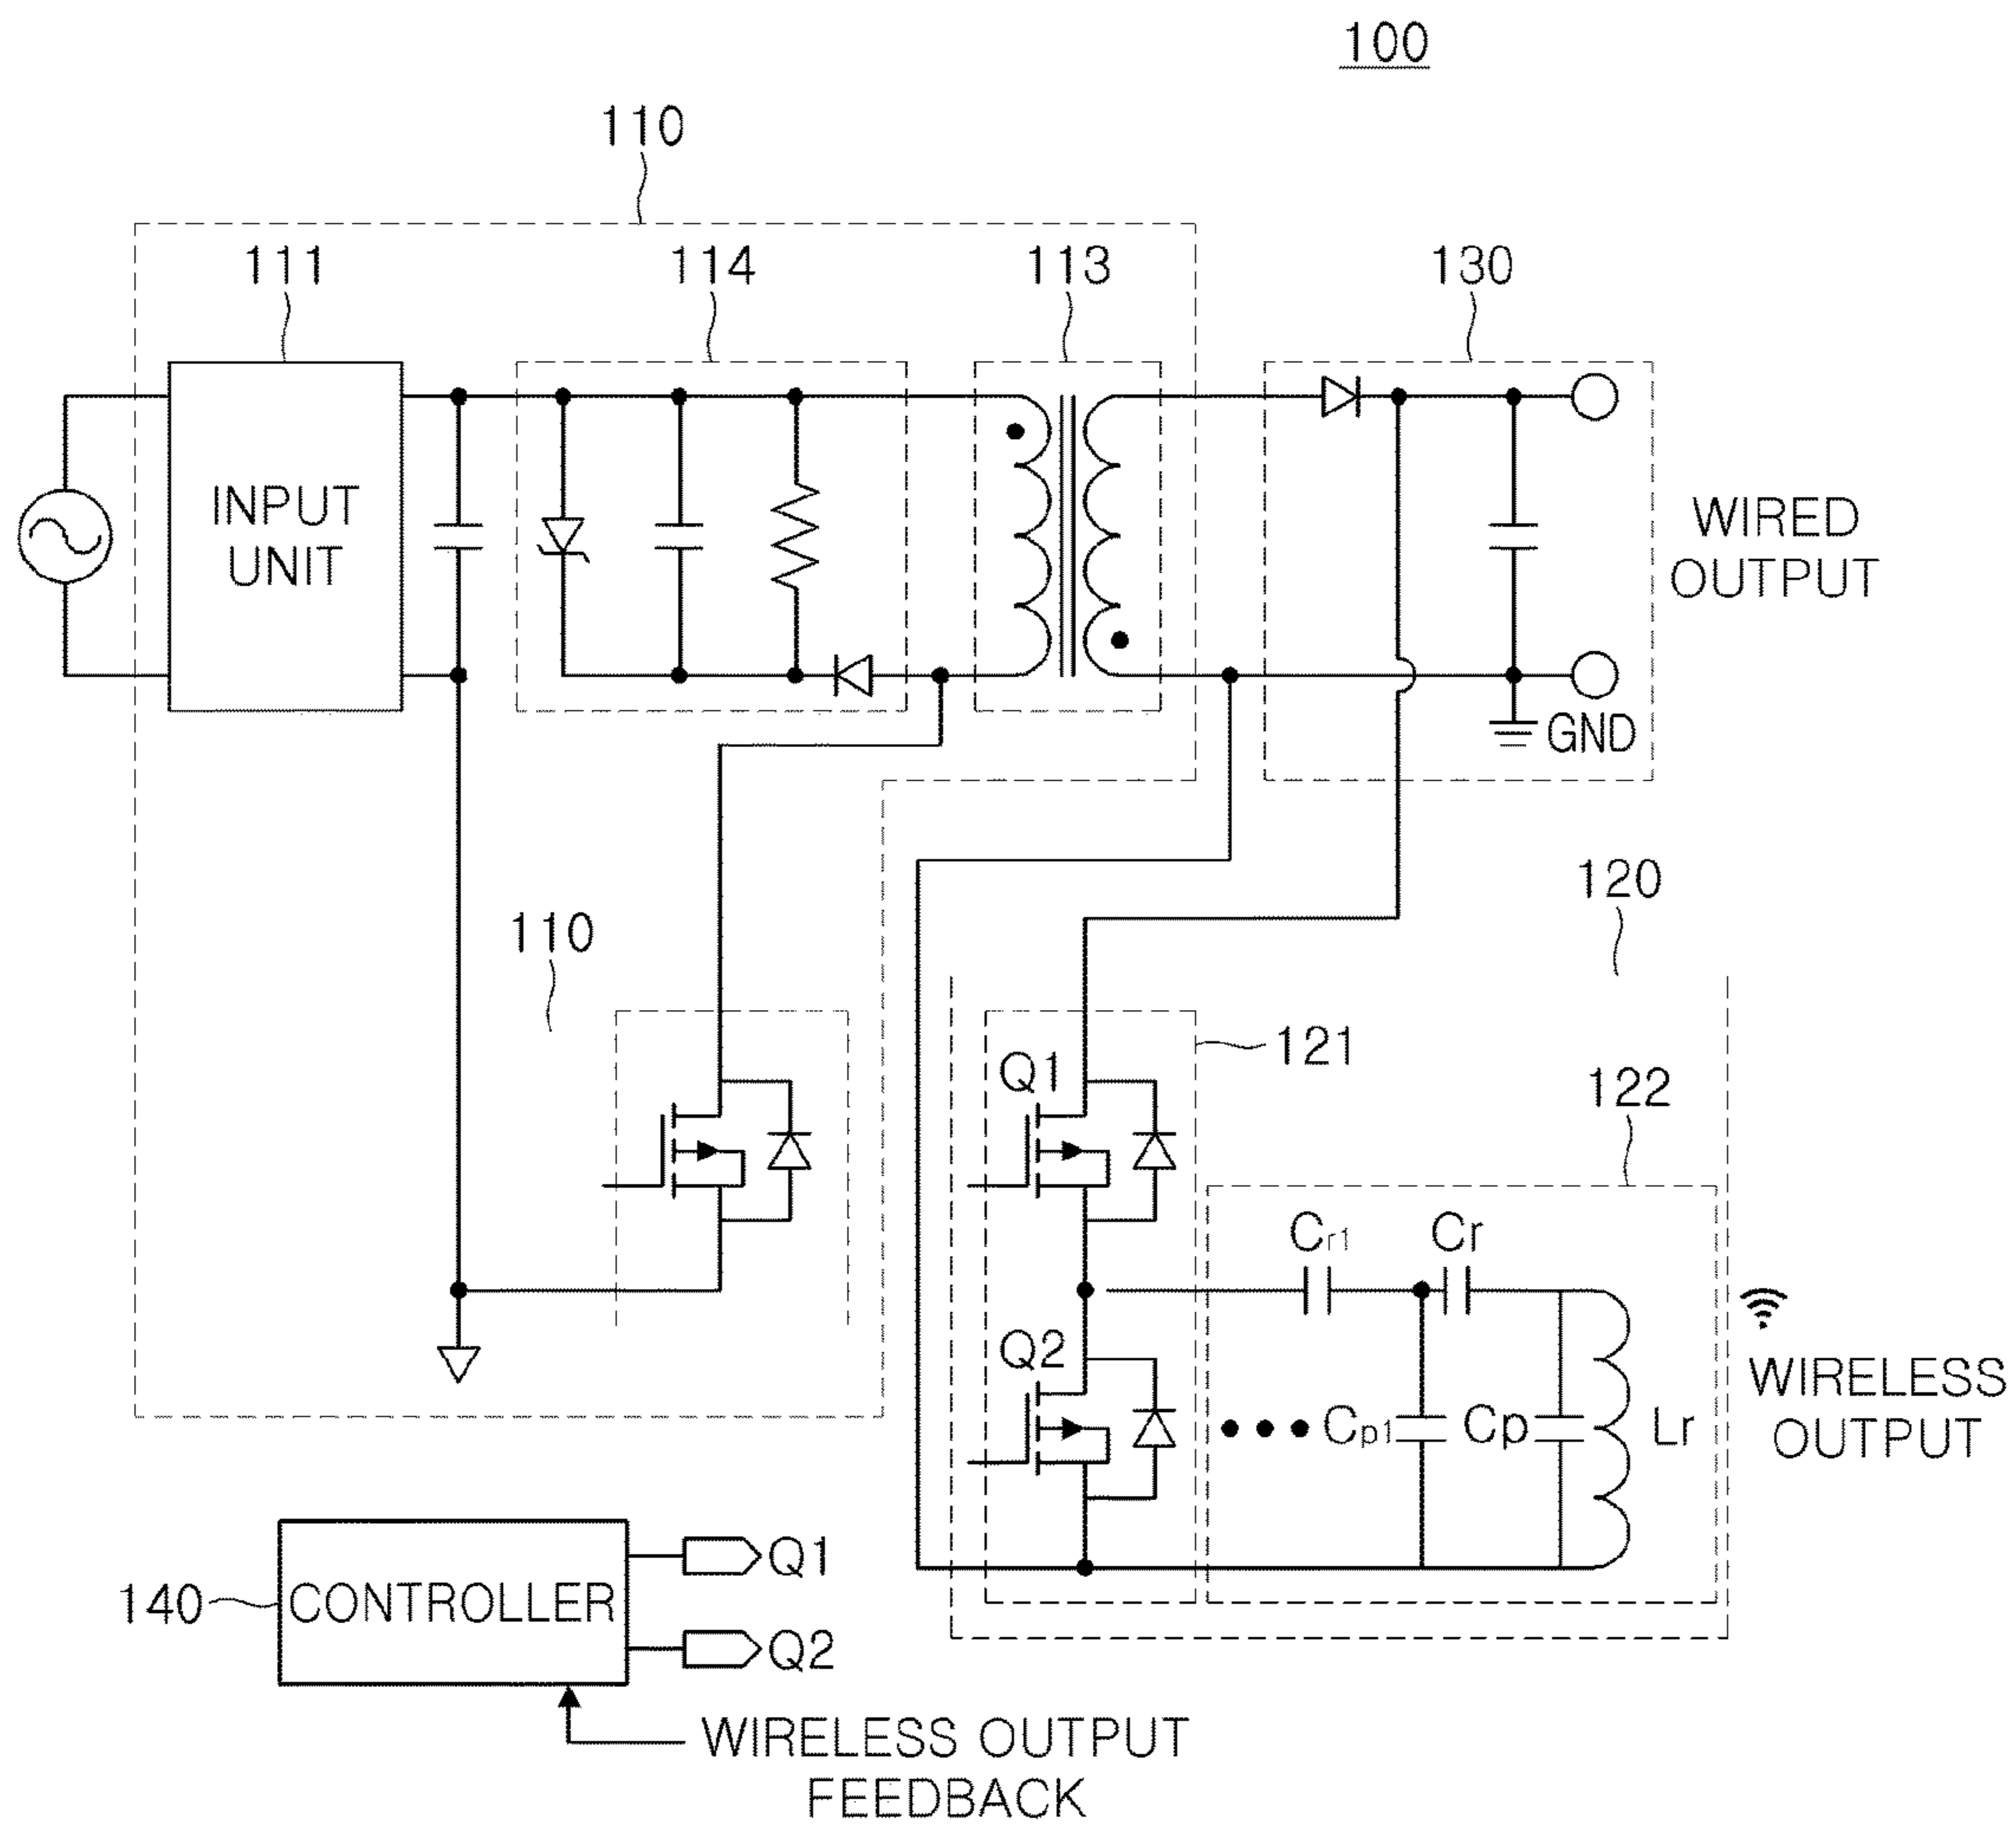 100
110
111
114
113
130
INPUT
UNIT
WIRED
OUTPUT
GND
120
110
121
Q1
122
Cr1
Cr
Q2
Cp1
Cp
Lr
WIRELESS
OUTPUT
140
CONTROLLER
Q1
Q2
WIRELESS OUTPUT
FEEDBACK